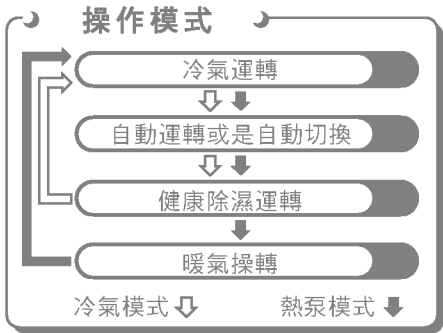 操作模式
冷氣運轉
自動運轉或是自動切換
健康除濕運轉
暖氣操轉
冷氣模式 熱泵模式